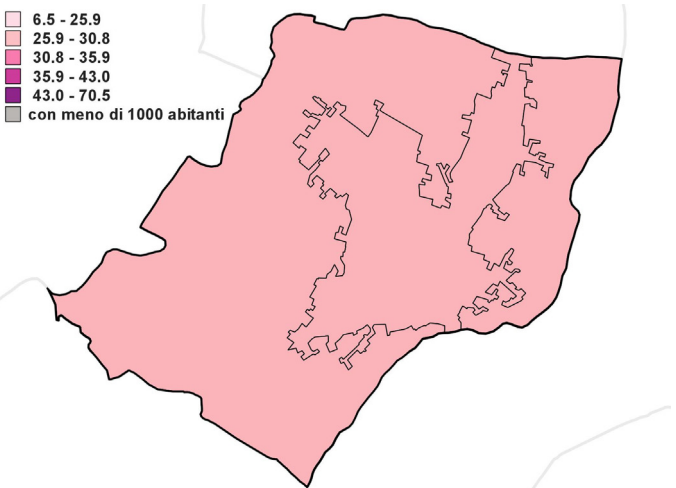 6.5 - 25.9
25.9 - 30.8
30.8 - 35.9
35.9 - 43.0
43.0 - 70.5
con meno di 1000 abitanti